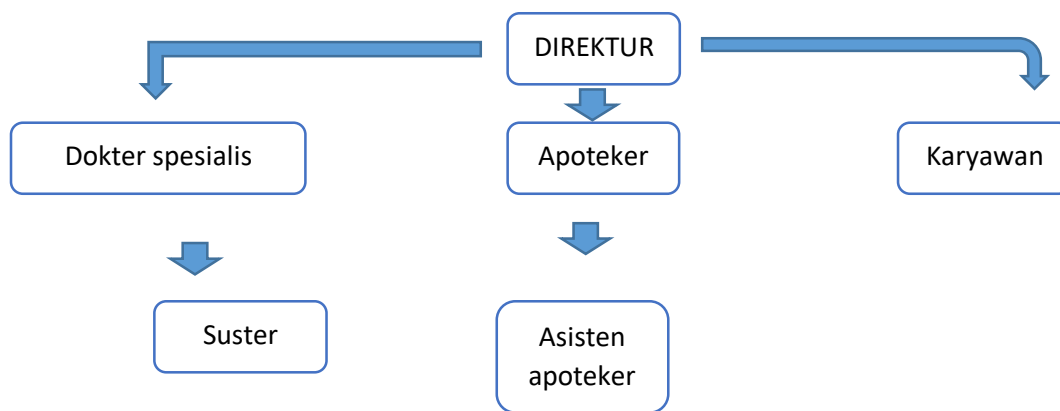 DIREKTUR
Dokter spesialis
Apoteker
Karyawan
Suster
Asisten
apoteker